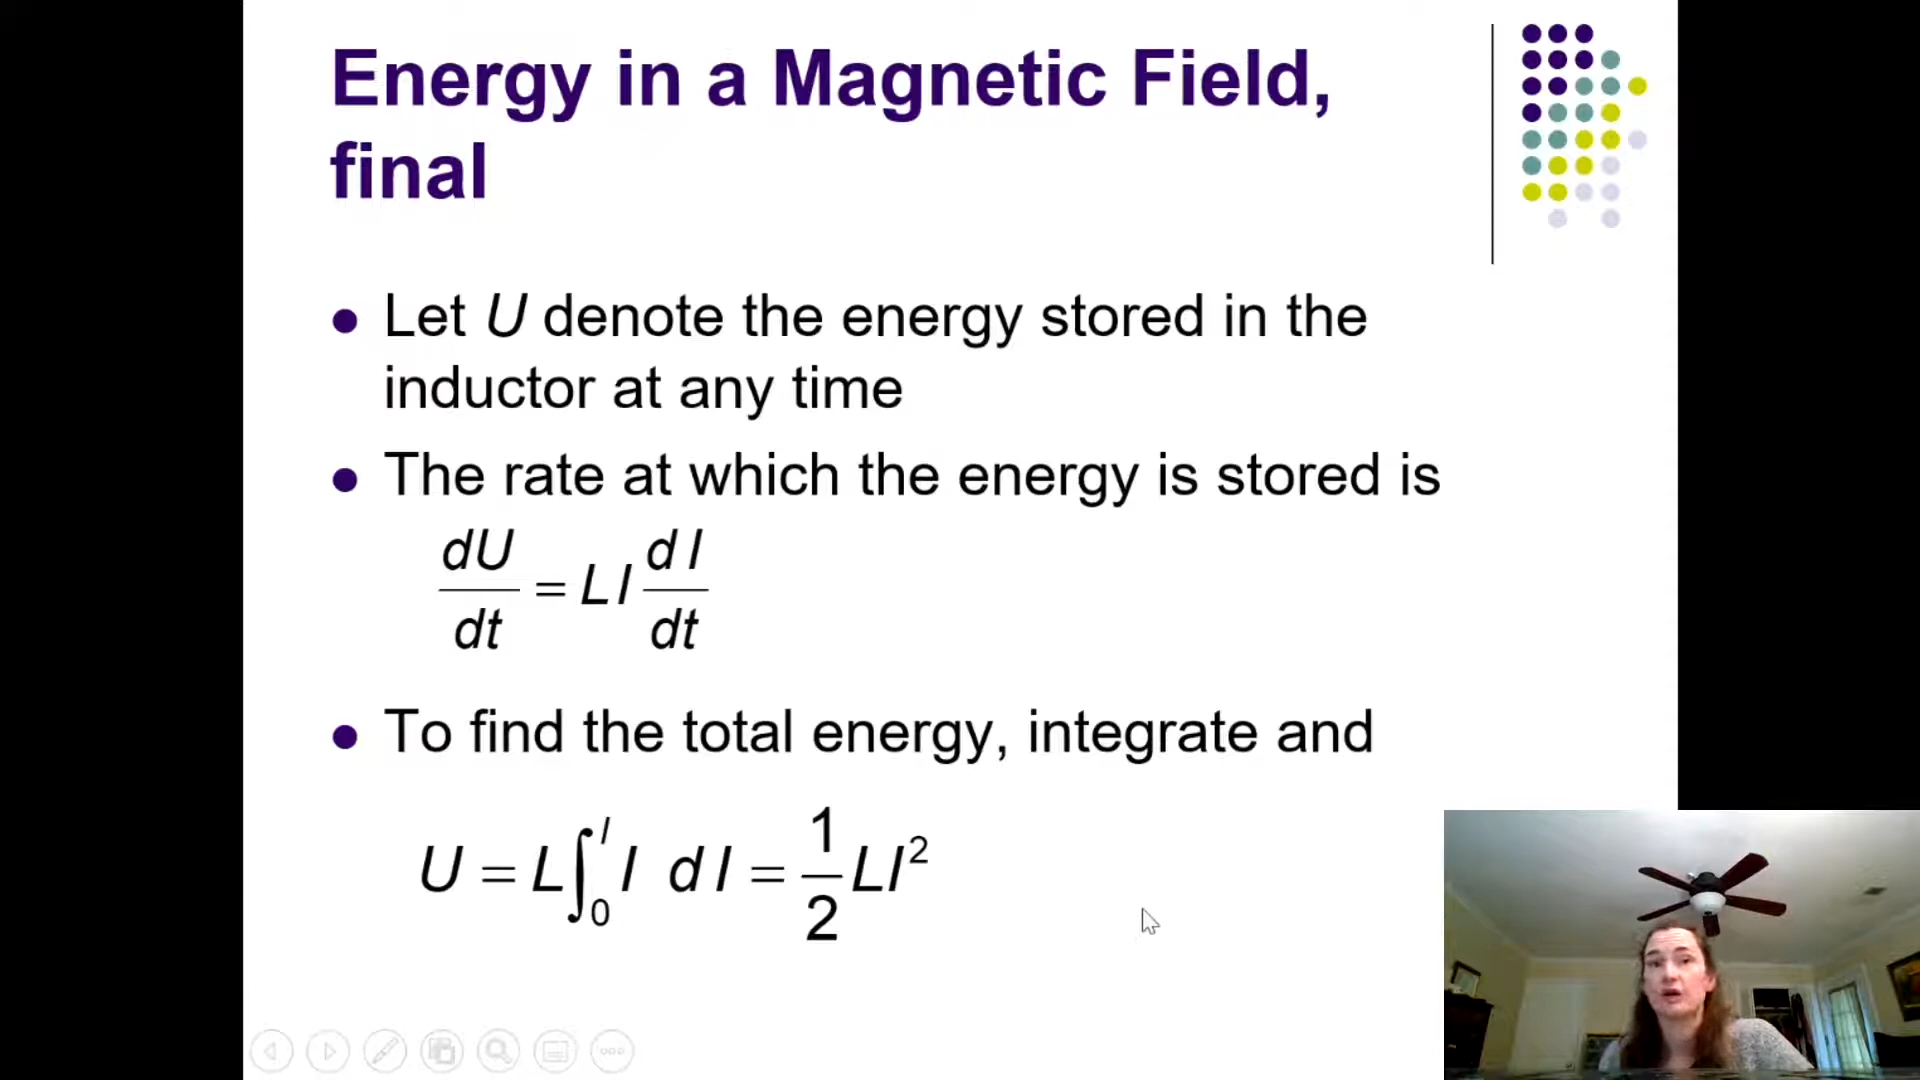 Energy in a Magnetic Field,
final
Let U denote the energy stored in the
inductor at any time
The rate at which the energy is stored is
dU/dt = L I dI/dt
To find the total energy, integrate and
U = L∫₀ᴵ I dI = 1/2 LI²